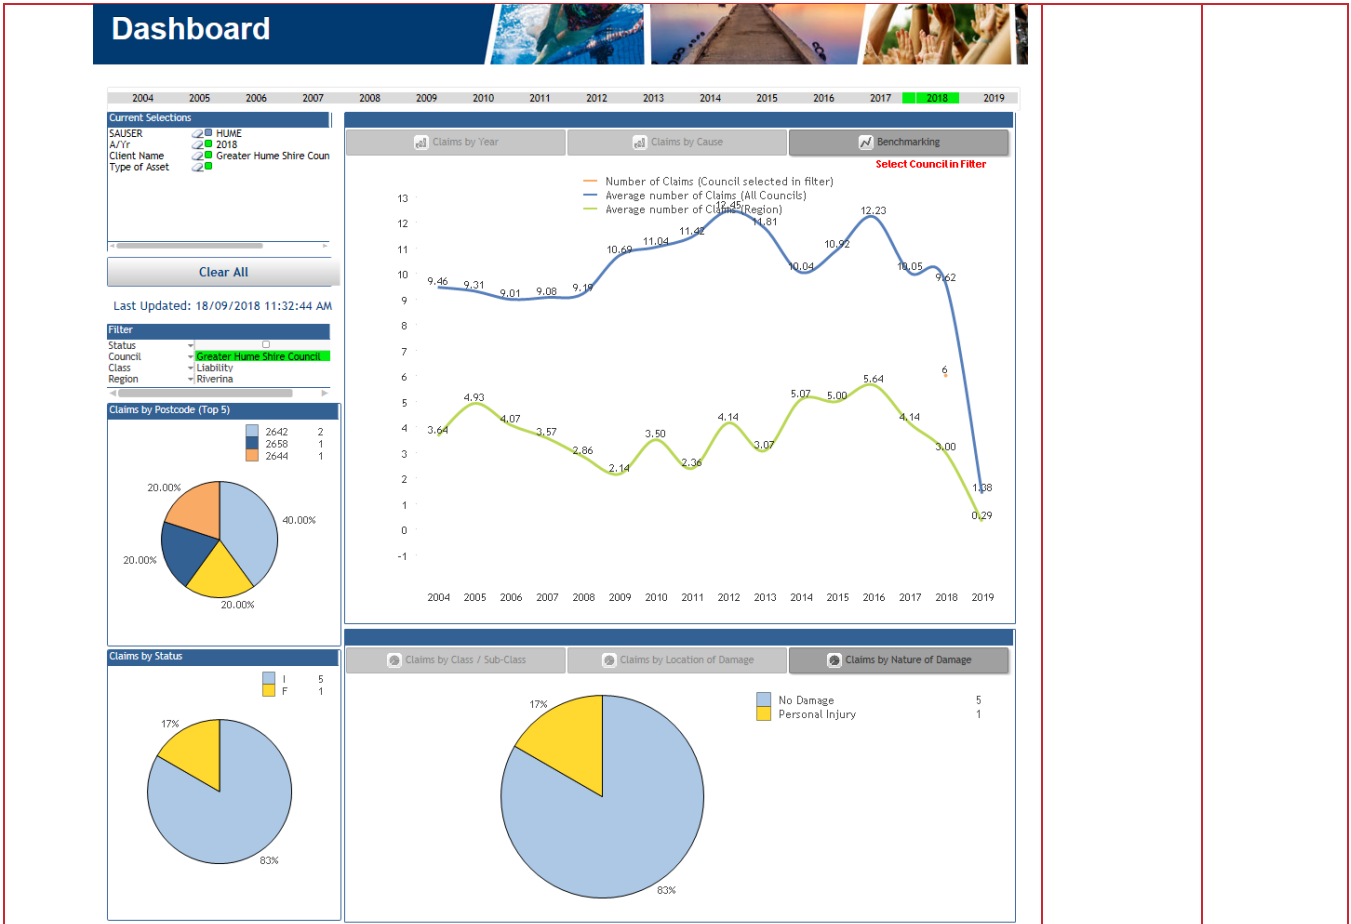 Dashboard
2004 2005 2006 2007 2008 2009 2010 2011 2012 2013 2014 2015 2016 2017 2018 2019
Current Selections
SAUSER HUME
A/Yr 2018
Client Name Greater Hume Shire Coun
Type of Asset
Clear All
Last Updated: 18/09/2018 11:32:44 AM
Filter
Status
Council Greater Hume Shire Council
Class Liability
Region Riverina
Claims by Postcode (Top 5)
2642 2
2658 1
2644 1
20.00%
40.00%
20.00%
20.00%
Claims by Status
I 5
F 1
17%
83%
Claims by Year
Claims by Cause
Benchmarking
Select Council in Filter
Number of Claims (Council selected in filter)
Average number of Claims (All Councils)
Average number of Claims (Region)
13
12
11
10
9
8
7
6
5
4
3
2
1
0
-1
9.46 9.31 9.01 9.08 9.19 10.69 11.04 11.42 12.45 11.81 10.04 10.92 12.23 10.05 9.62 1.38
6
3.64 4.93 4.07 3.57 2.86 2.14 3.50 2.36 4.14 3.07 5.07 5.00 5.64 4.14 3.00 0.29
2004 2005 2006 2007 2008 2009 2010 2011 2012 2013 2014 2015 2016 2017 2018 2019
Claims by Class / Sub-Class
Claims by Location of Damage
Claims by Nature of Damage
No Damage 5
Personal Injury 1
17%
83%